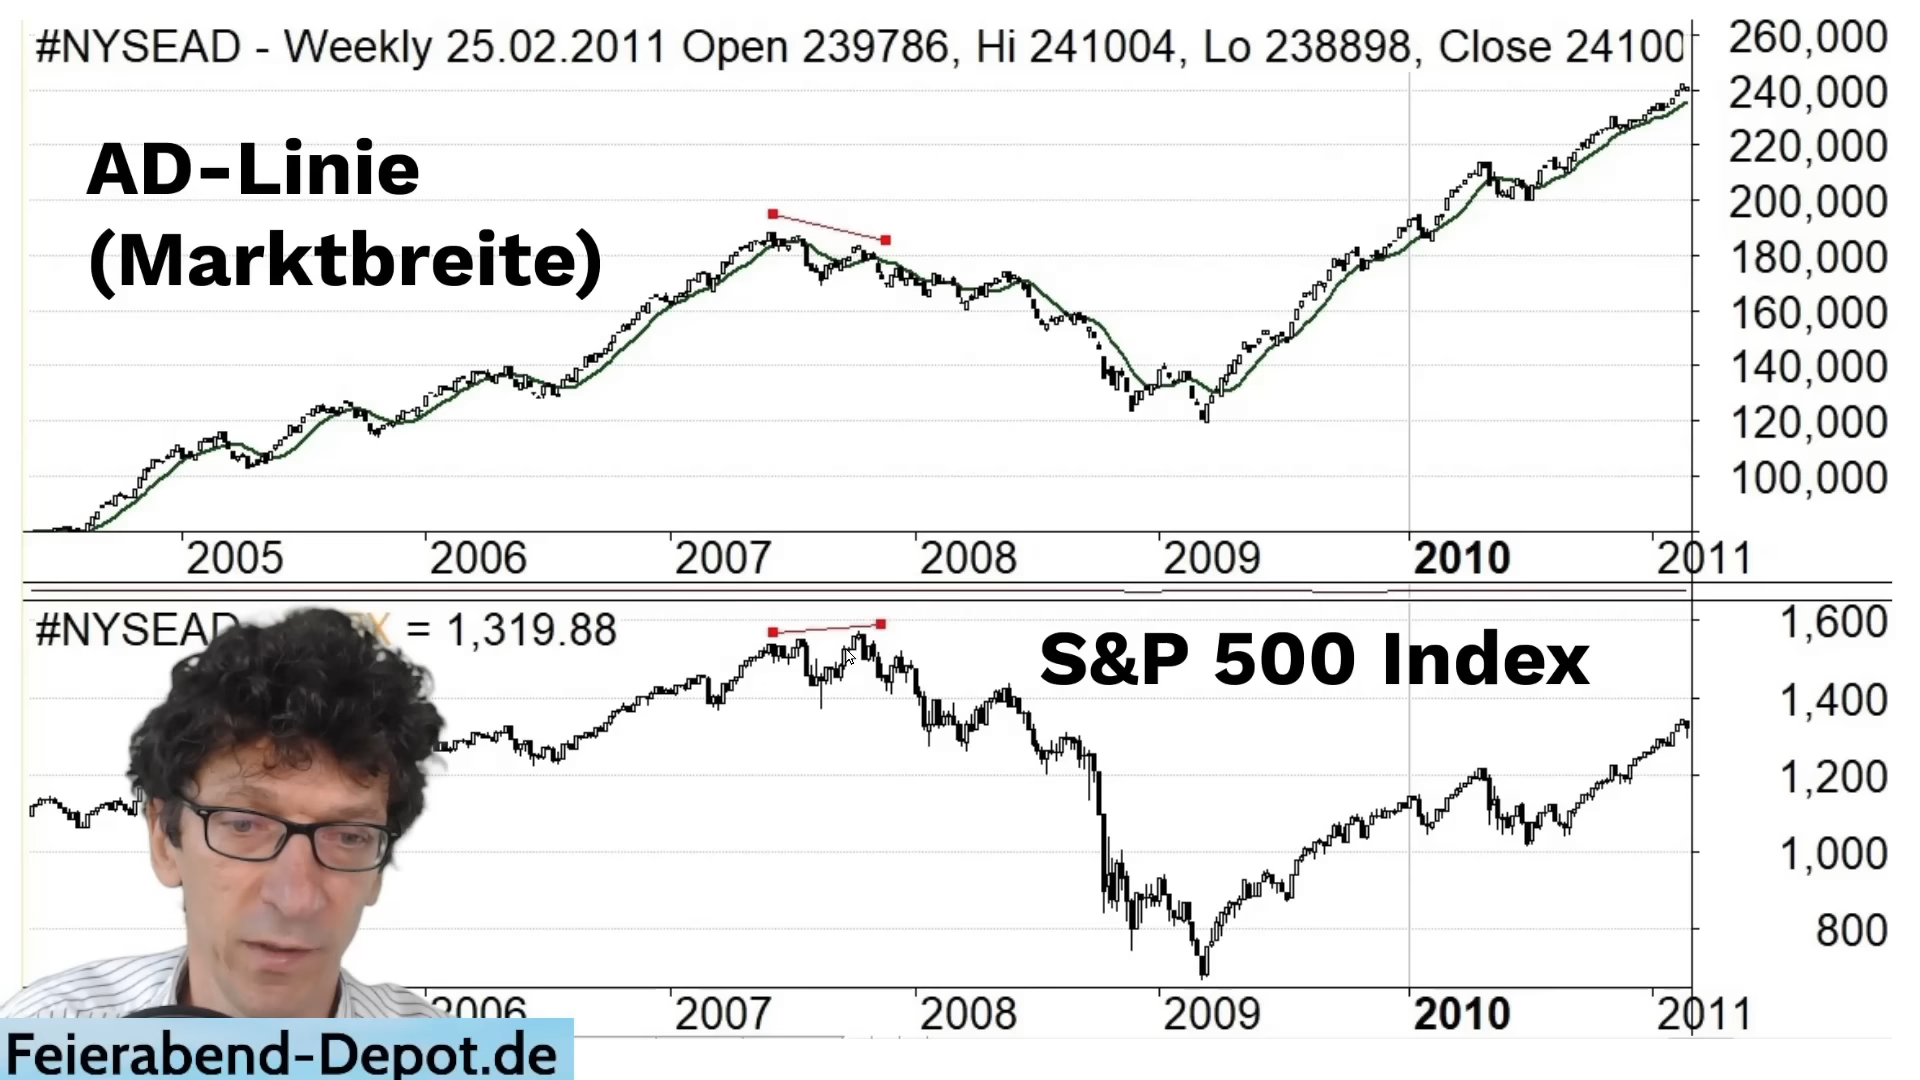 #NYSEAD - Weekly 25.02.2011 Open 239786, Hi 241004, Lo 238898, Close 24100
260,000
240,000
220,000
200,000
180,000
160,000
140,000
120,000
100,000
AD-Linie
(Marktbreite)
2005 2006 2007 2008 2009 2010 2011
#NYSEAD = 1,319.88
S&P 500 Index
1,600
1,400
1,200
1,000
800
2007 2008 2009 2010 2011
Feierabend-Depot.de